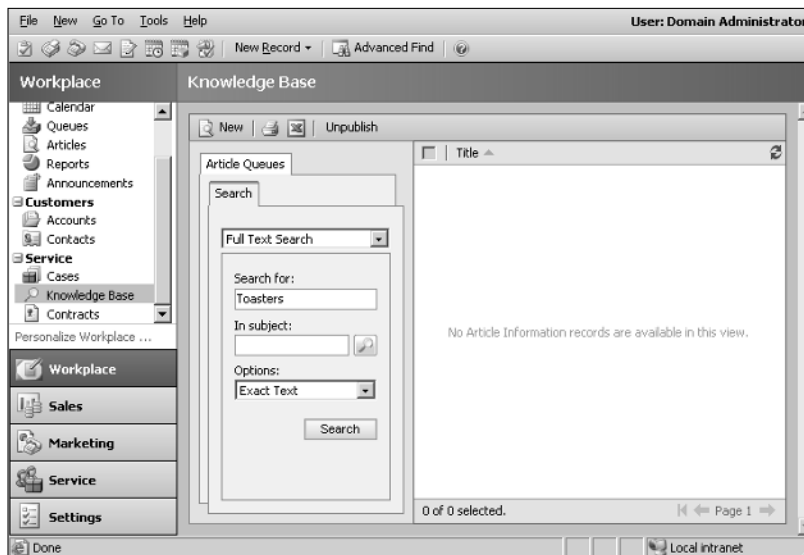 File New Go To Tools Help User: Domain Administrator
New Record Advanced Find
Workplace Knowledge Base
Calendar
Queues
Articles
Reports
Announcements
Customers
Accounts
Contacts
Service
Cases
Knowledge Base
Contracts
Personalize Workplace ...
Workplace
Sales
Marketing
Service
Settings
New Unpublish
Article Queues
Search
Full Text Search
Search for:
Toasters
In subject:
Options:
Exact Text
Search
Title
No Article Information records are available in this view.
0 of 0 selected. Page 1
Done Local intranet